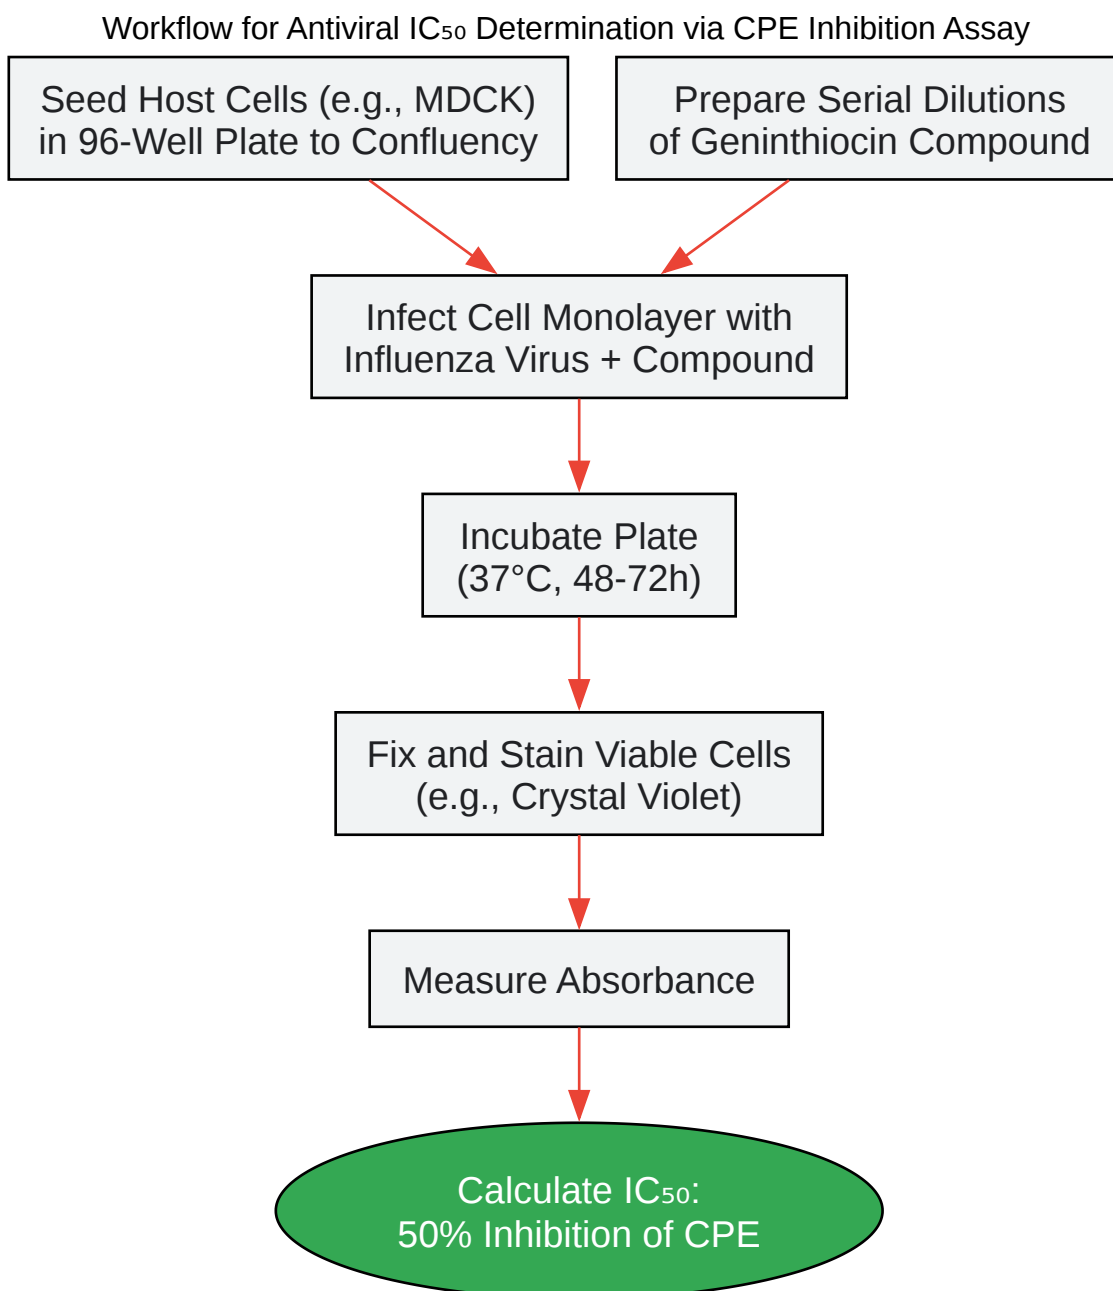 Workflow for Antiviral IC₅₀ Determination via CPE Inhibition Assay
Seed Host Cells (e.g., MDCK)
in 96-Well Plate to Confluency
Prepare Serial Dilutions
of Geninthiocin Compound
Infect Cell Monolayer with
Influenza Virus + Compound
Incubate Plate
(37°C, 48-72h)
Fix and Stain Viable Cells
(e.g., Crystal Violet)
Measure Absorbance
Calculate IC₅₀:
50% Inhibition of CPE